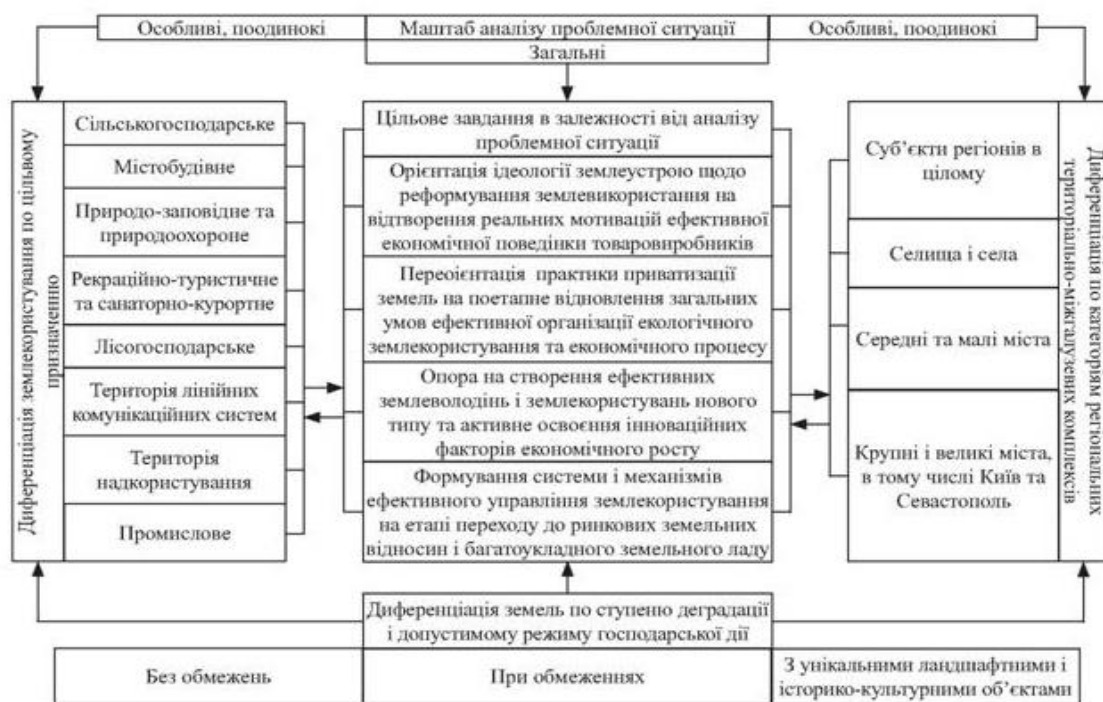 Особливі, поодинокі
Маштаб аналізу проблемної ситуації
Особливі, поодинокі
Загальні
Диференціація землекористування по цільвому
призначенню
Сільськогосподарське
Містобудівне
Природо-заповідне та
природоохороне
Рекраційно-туристичне
та санаторно-курортне
Лісогосподарське
Територія лінійних
комунікаційних систем
Територія
надкористування
Промислове
Цільове завдання в залежності від аналізу
проблемної ситуації
Орієнтація ідеології землеустрою щодо
реформування землевикористання на
відтворення реальних мотивацій ефективної
економічної поведінки товаровиробників
Переоієнтація практики приватизації
земель на поетапне відновлення загальних
умов ефективної організації екологічного
землекористування та економічного процесу
Опора на створення ефективних
землеволодінь і землекористувань нового
типу та активне освоєння інноваційних
факторів економічного росту
Формування системи і механізмів
ефективного управління землекористування
на етапі переходу до ринкових земельних
відносин і багатоукладного земельного ладу
Суб’єкти регіонів в
цілому
Селища і села
Середні та малі міста
Крупні і великі міста,
в тому числі Київ та
Севастополь
Диференціація по категоріям регіональних
територіально-міжгалузевих комплексів
Диференціація земель по ступеню деградації
і допустимому режиму господарської дії
Без обмежень
При обмеженнях
З унікальними ландшафтними і
історико-культурними об’єктами